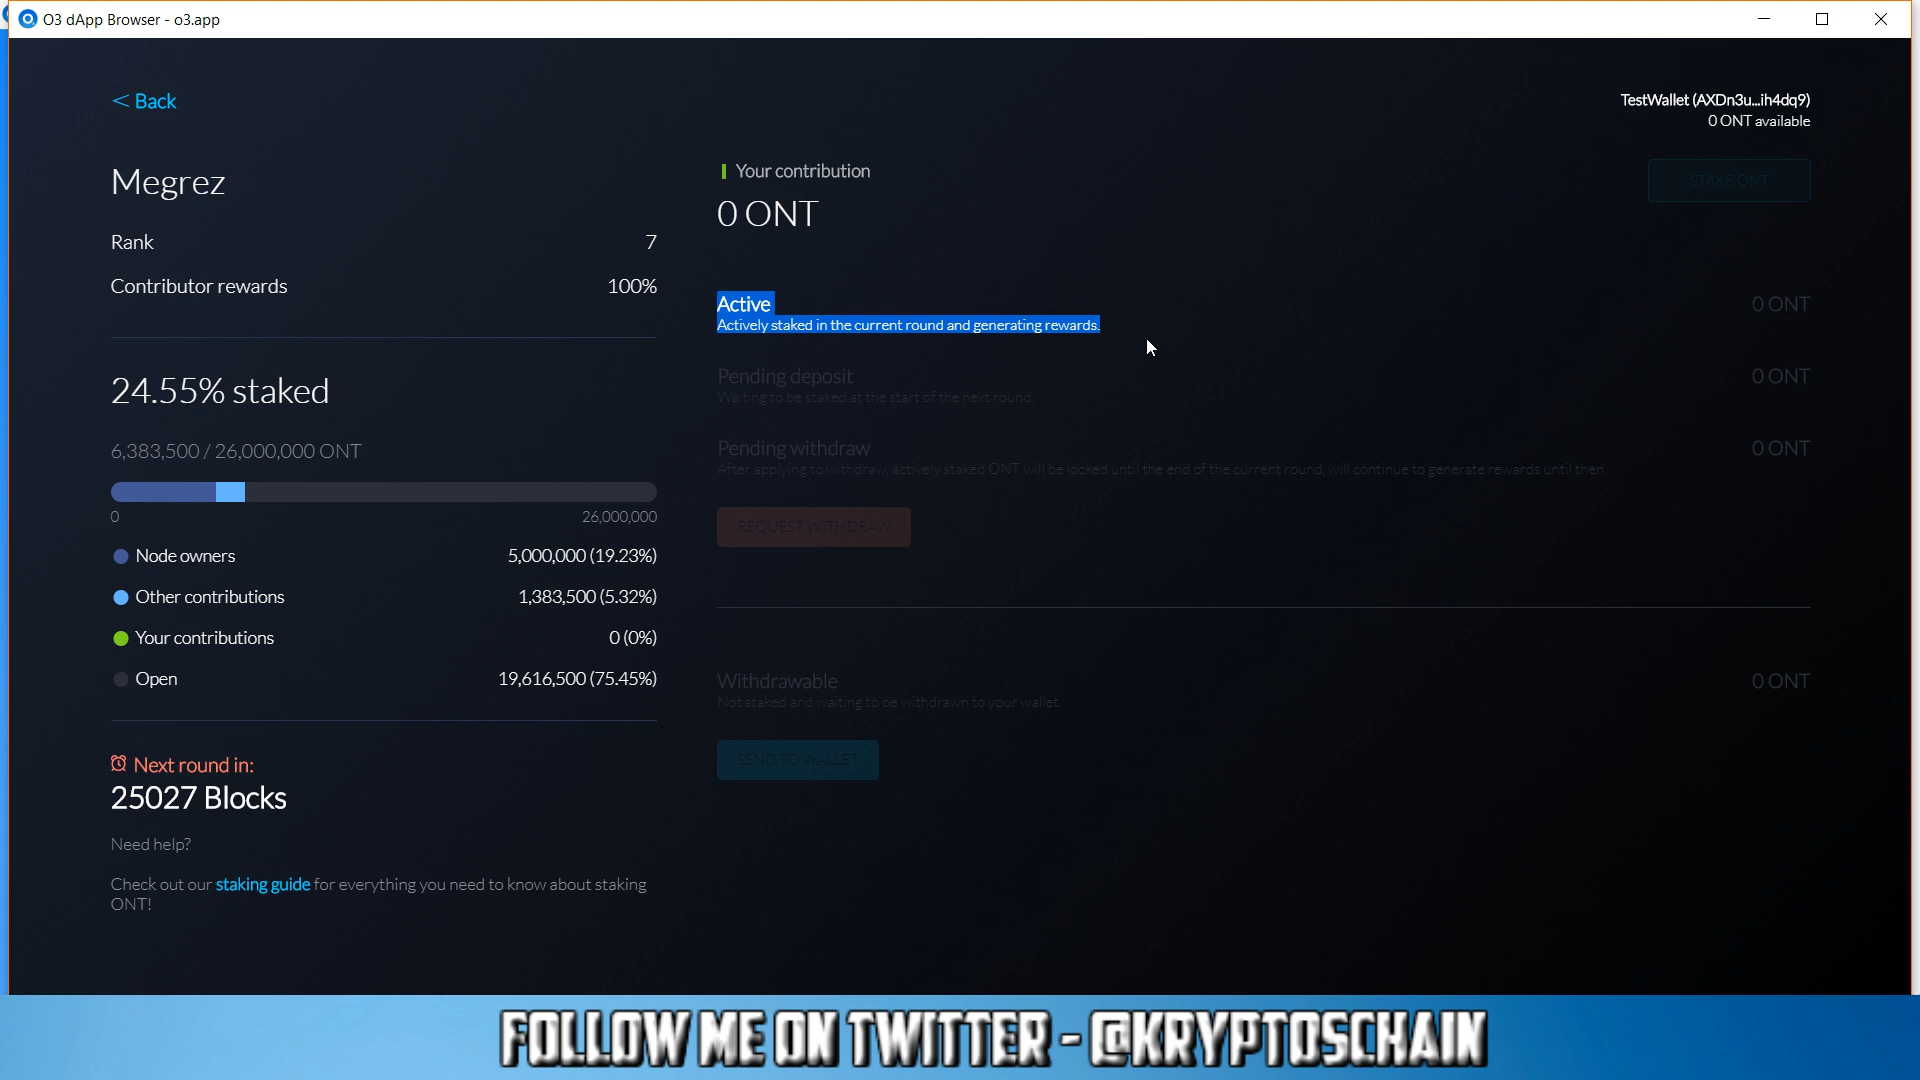 O3 dApp Browser - o3.app
< Back
TestWallet (AXDn3u...ih4dq9)
0 ONT available
STAKE ONT
Megrez
Rank 7
Contributor rewards 100%
24.55% staked
6,383,500 / 26,000,000 ONT
0 26,000,000
Node owners 5,000,000 (19.23%)
Other contributions 1,383,500 (5.32%)
Your contributions 0 (0%)
Open 19,616,500 (75.45%)
Next round in:
25027 Blocks
Need help?
Check out our staking guide for everything you need to know about staking
ONT!
Your contribution
0 ONT
Active 0 ONT
Actively staked in the current round and generating rewards.
Pending deposit 0 ONT
Waiting to be staked at the start of the next round.
Pending withdraw 0 ONT
After applying to withdraw, actively staked ONT will be locked until the end of the current round, will continue to generate rewards until then.
REQUEST WITHDRAW
Withdrawable 0 ONT
Not staked and waiting to be withdrawn to your wallet.
SEND TO WALLET
FOLLOW ME ON TWITTER - @KRYPTOSCHAIN